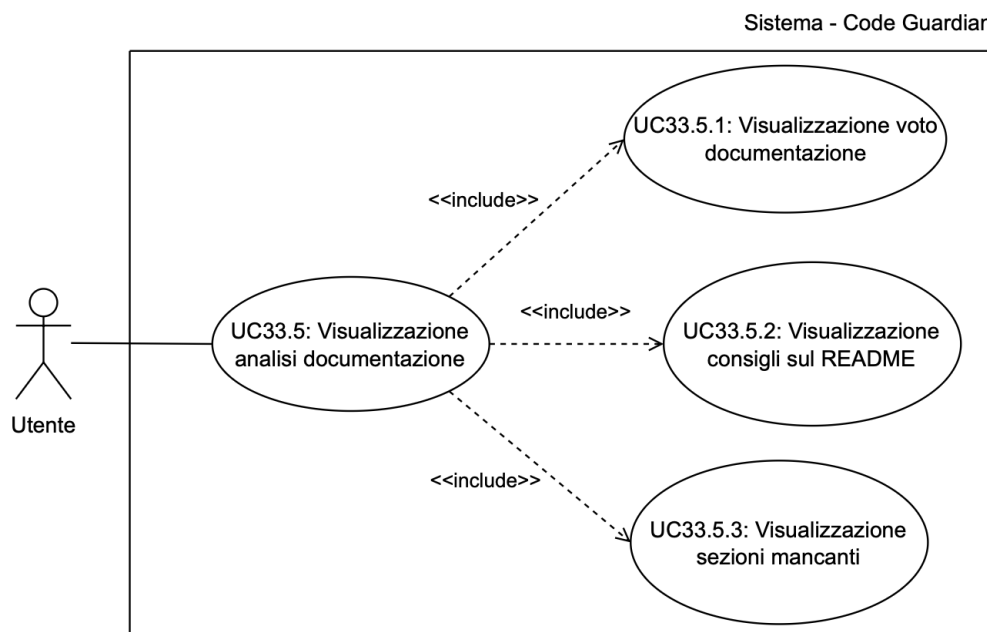 Sistema - Code Guardian
UC33.5.1: Visualizzazione voto
documentazione
<<include>>
<<include>>
UC33.5: Visualizzazione
analisi documentazione
UC33.5.2: Visualizzazione
consigli sul README
Utente
<<include>>
UC33.5.3: Visualizzazione
sezioni mancanti